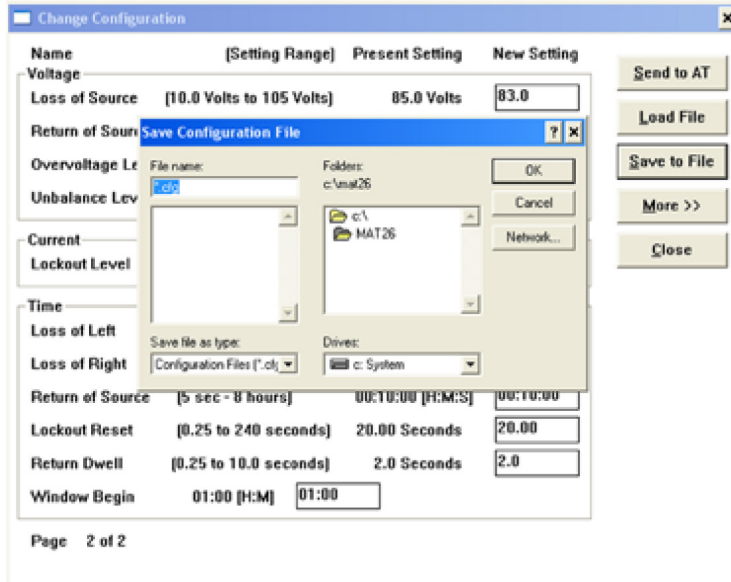 Change Configuration
Name [Setting Range] Present Setting New Setting
Voltage
Loss of Source [10.0 Volts to 105 Volts] 85.0 Volts 83.0
Return of Sour
Overvoltage Le
Unbalance Lev
Current
Lockout Level
Time
Loss of Left
Loss of Right
Return of Source [5 sec - 8 hours] 00:10:00 [H:M:S] 00:10:00
Lockout Reset [0.25 to 240 seconds] 20.00 Seconds 20.00
Return Dwell [0.25 to 10.0 seconds] 2.0 Seconds 2.0
Window Begin 01:00 [H:M] 01:00
Page 2 of 2
Send to AT
Load File
Save to File
More >>
Close
Save Configuration File
File name:
*.cfg
Folders:
c:\mat26
c:\
MAT26
OK
Cancel
Network...
Save file as type:
Configuration Files (*.cfg
Drives:
c: System